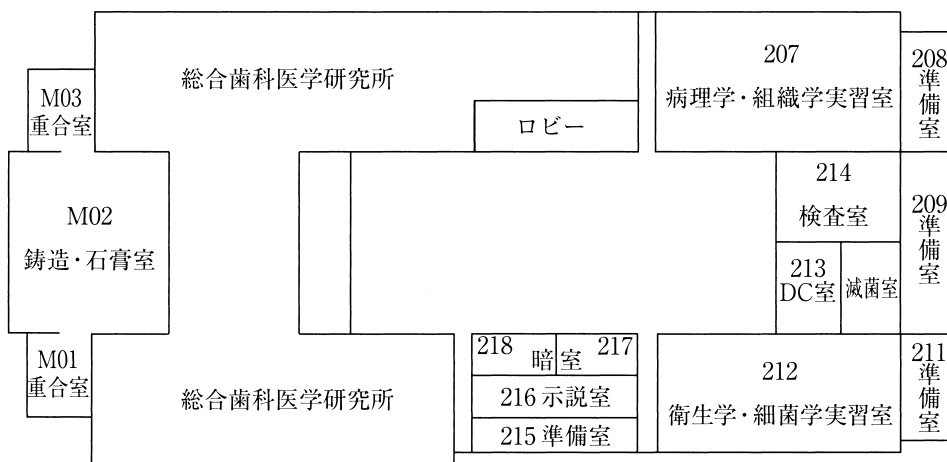 総合歯科医学研究所
M03
重合室
ロビー
207
病理学・組織学実習室
208
準備室
M02
鋳造・石膏室
214
検査室
209
準備室
213
DC室
滅菌室
M01
重合室
総合歯科医学研究所
218
暗室
217
216 示説室
215 準備室
212
衛生学・細菌学実習室
211
準備室